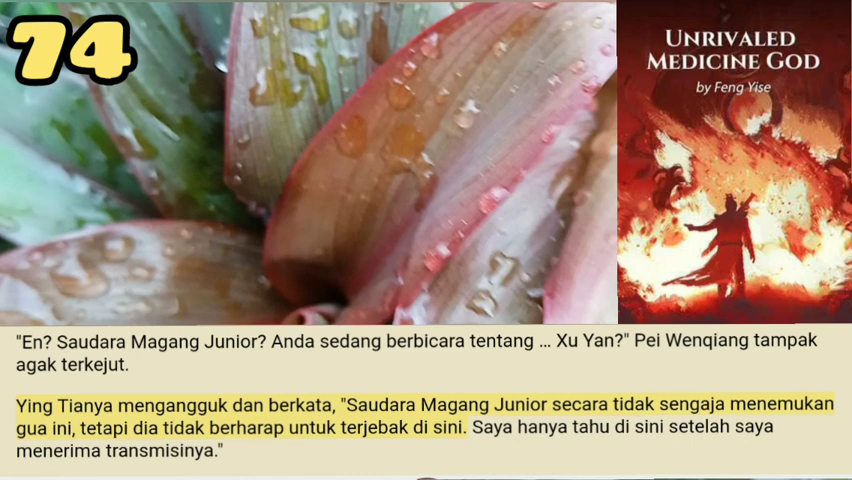 74
UNRIVALED
MEDICINE GOD
by Feng Yise
"En? Saudara Magang Junior? Anda sedang berbicara tentang ... Xu Yan?" Pei Wenqiang tampak
agak terkejut.
Ying Tianya mengangguk dan berkata, "Saudara Magang Junior secara tidak sengaja menemukan
gua ini, tetapi dia tidak berharap untuk terjebak di sini. Saya hanya tahu di sini setelah saya
menerima transmisinya."